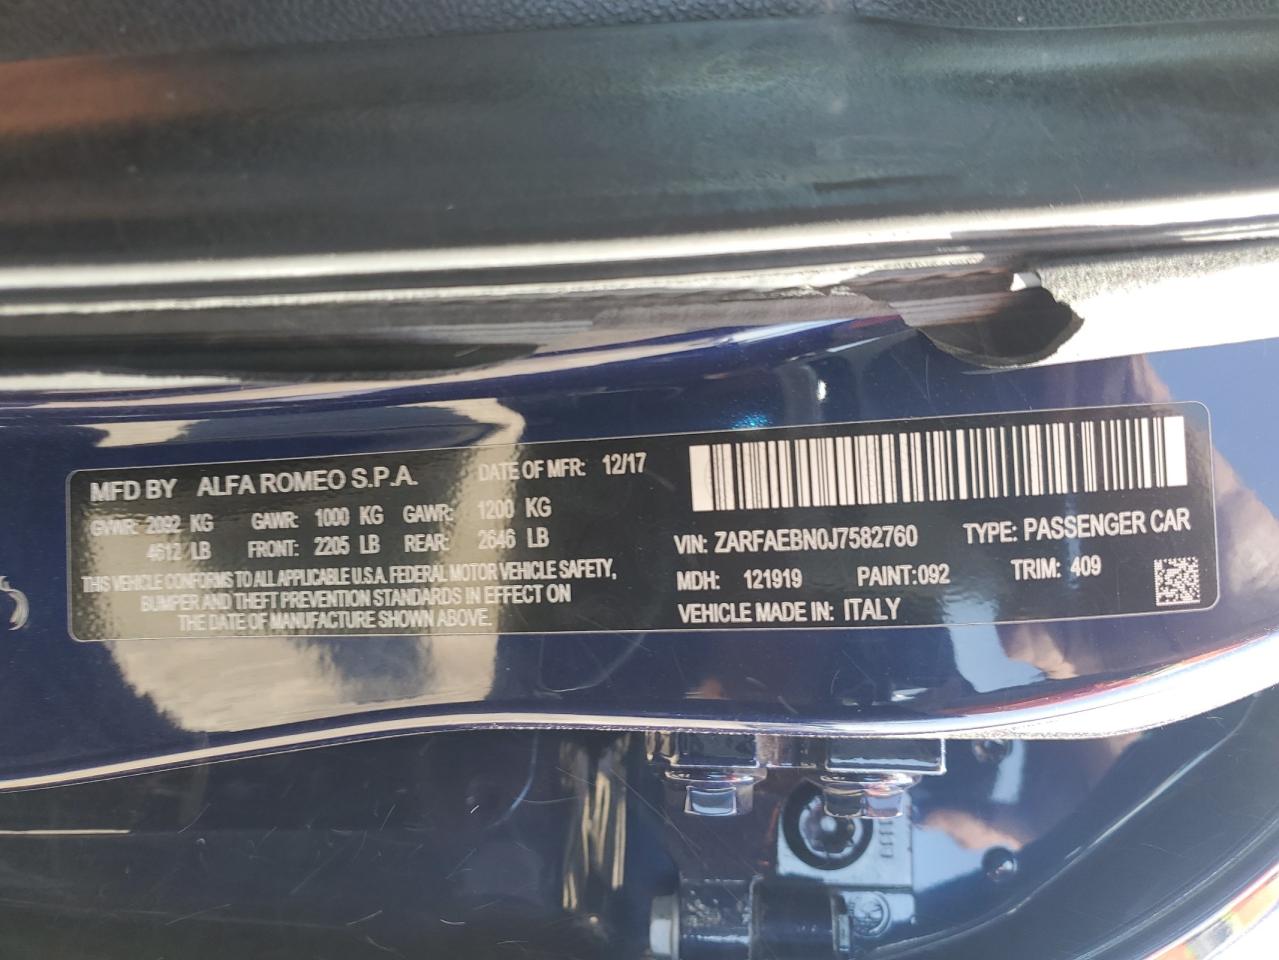 MFD BY ALFA ROMEO S.P.A. DATE OF MFR: 12/17
GVWR: 2092 KG GAWR: 1000 KG GAWR: 1200 KG
4612 LB FRONT: 2205 LB REAR: 2646 LB
THIS VEHICLE CONFORMS TO ALL APPLICABLE U.S.A. FEDERAL MOTOR VEHICLE SAFETY,
BUMPER AND THEFT PREVENTION STANDARDS IN EFFECT ON
THE DATE OF MANUFACTURE SHOWN ABOVE.
VIN: ZARFAEBN0J7582760 TYPE: PASSENGER CAR
MDH: 121919 PAINT:092 TRIM: 409
VEHICLE MADE IN: ITALY